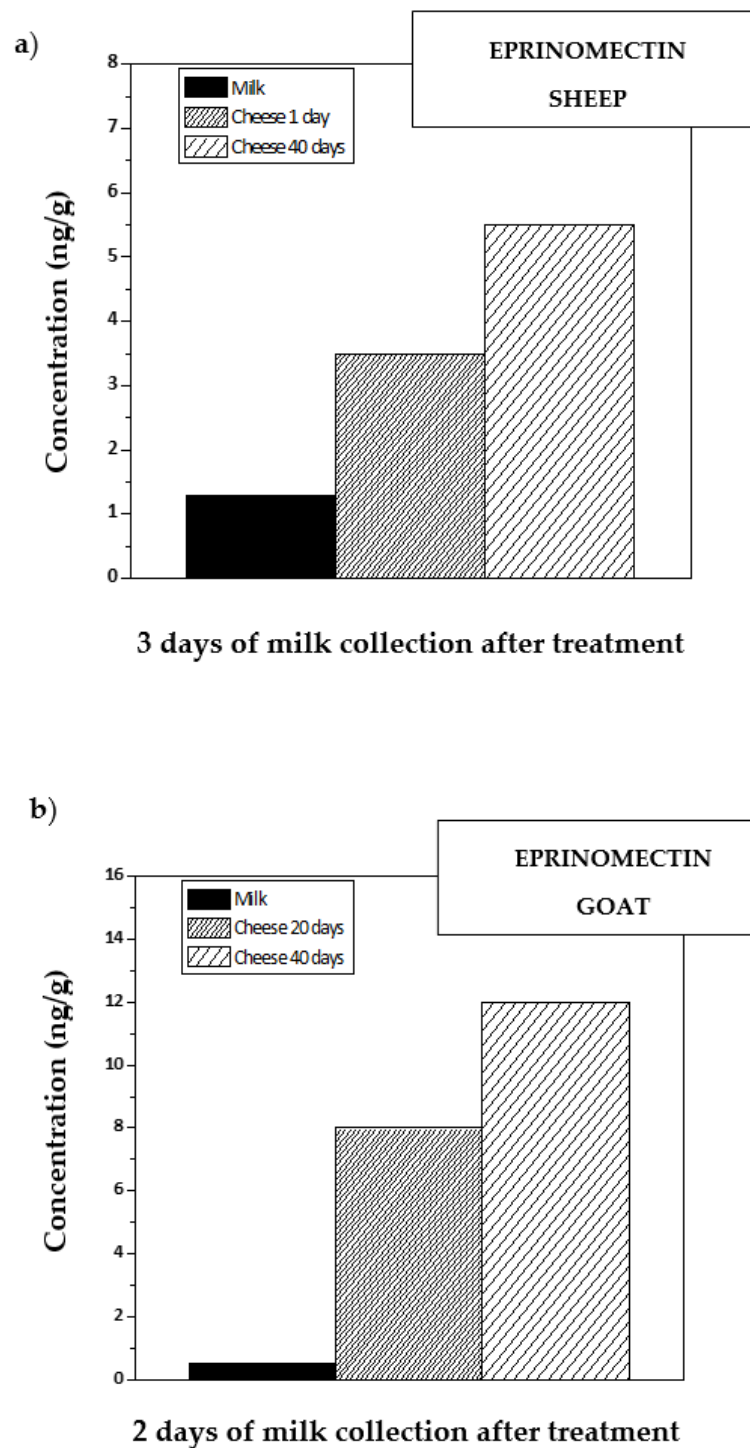 a)
EPRINOMECTIN
SHEEP
Milk
Cheese 1 day
Cheese 40 days
8
7
6
5
4
3
2
1
0
Concentration (ng/g)
3 days of milk collection after treatment
b)
EPRINOMECTIN
GOAT
Milk
Cheese 20 days
Cheese 40 days
16
14
12
10
8
6
4
2
0
Concentration (ng/g)
2 days of milk collection after treatment